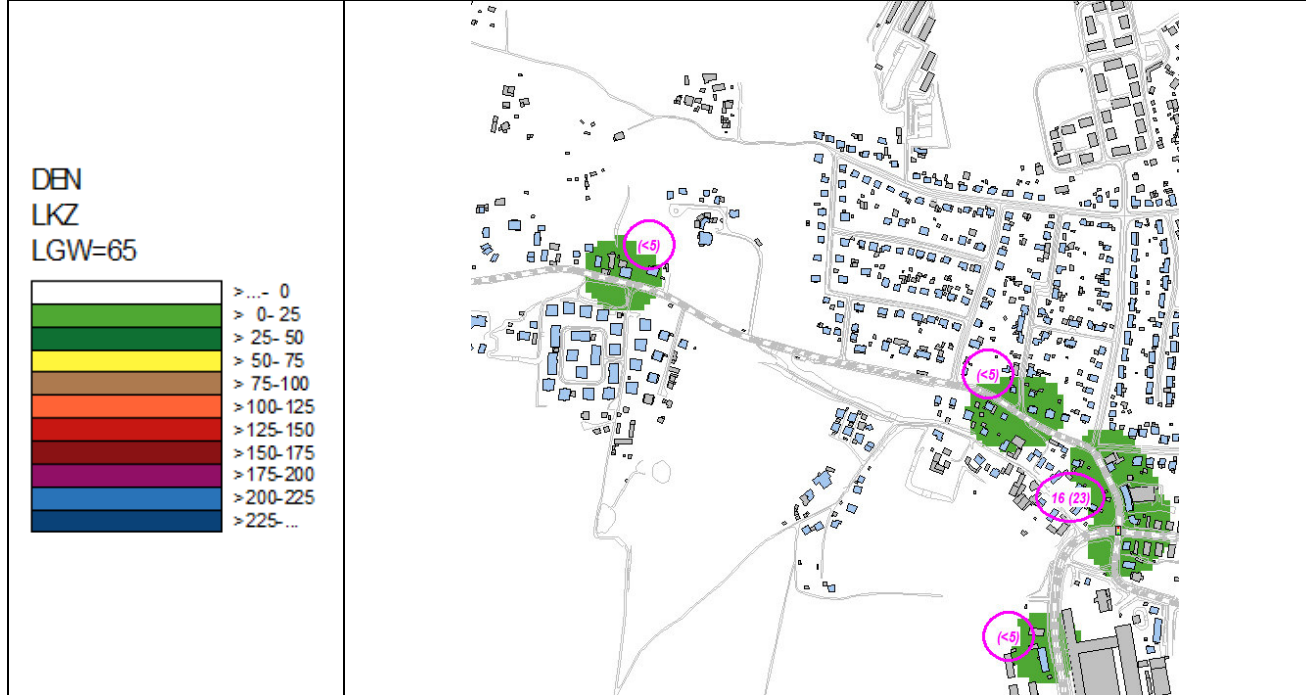 DEN
LKZ
LGW=65
>...- 0
> 0- 25
> 25- 50
> 50- 75
> 75-100
>100-125
>125-150
>150-175
>175-200
>200-225
>225-...
(<5)
(<5)
16 (23)
(<5)